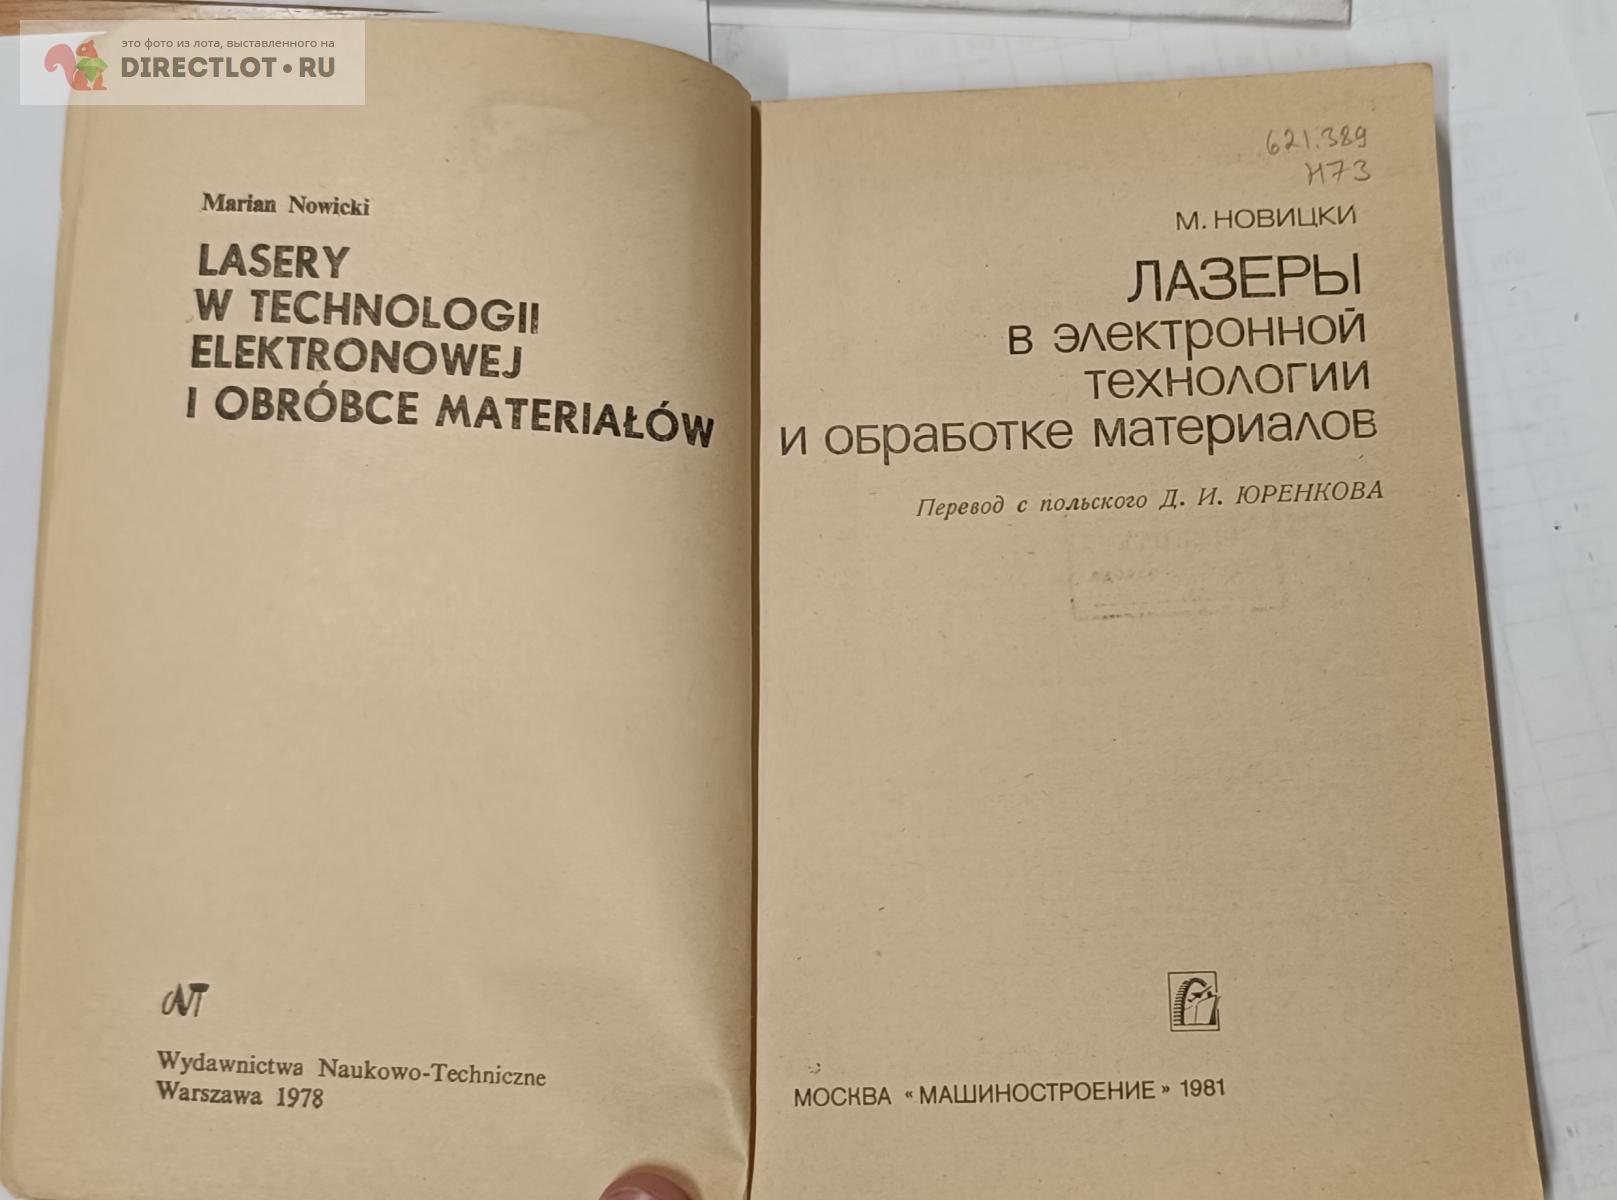 это фото из лота, выставленного на
DIRECTLOT•RU
Marian Nowicki
LASERY
W TECHNOLOGII
ELEKTRONOWEJ
I OBRÓBCE MATERIAŁÓW
Wydawnictwa Naukowo-Techniczne
Warszawa 1978
621.389
Н73
М. НОВИЦКИ
ЛАЗЕРЫ
В ЭЛЕКТРОННОЙ
ТЕХНОЛОГИИ
И ОБРАБОТКЕ МАТЕРИАЛОВ
Перевод с польского Д. И. ЮРЕНКОВА
МОСКВА «МАШИНОСТРОЕНИЕ» 1981